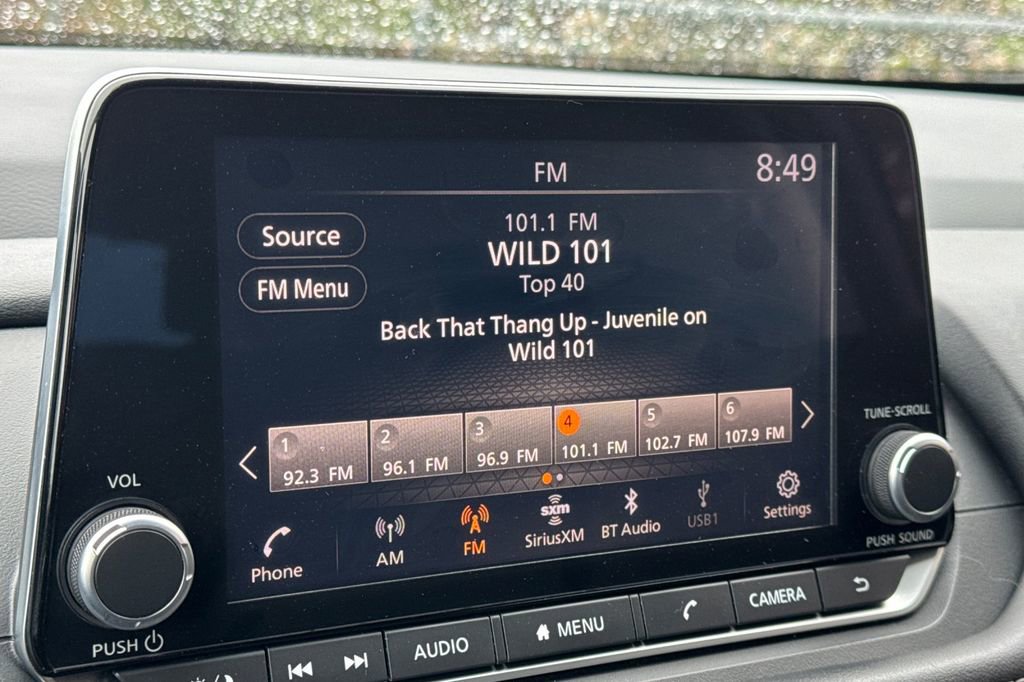 FM
8:49
Source
FM Menu
101.1 FM
WILD 101
Top 40
Back That Thang Up - Juvenile on
Wild 101
1
92.3 FM
2
96.1 FM
3
96.9 FM
4
101.1 FM
5
102.7 FM
6
107.9 FM
Phone
AM
FM
sxm
SiriusXM
BT Audio
USB1
Settings
VOL
PUSH
TUNE·SCROLL
PUSH SOUND
AUDIO
MENU
CAMERA